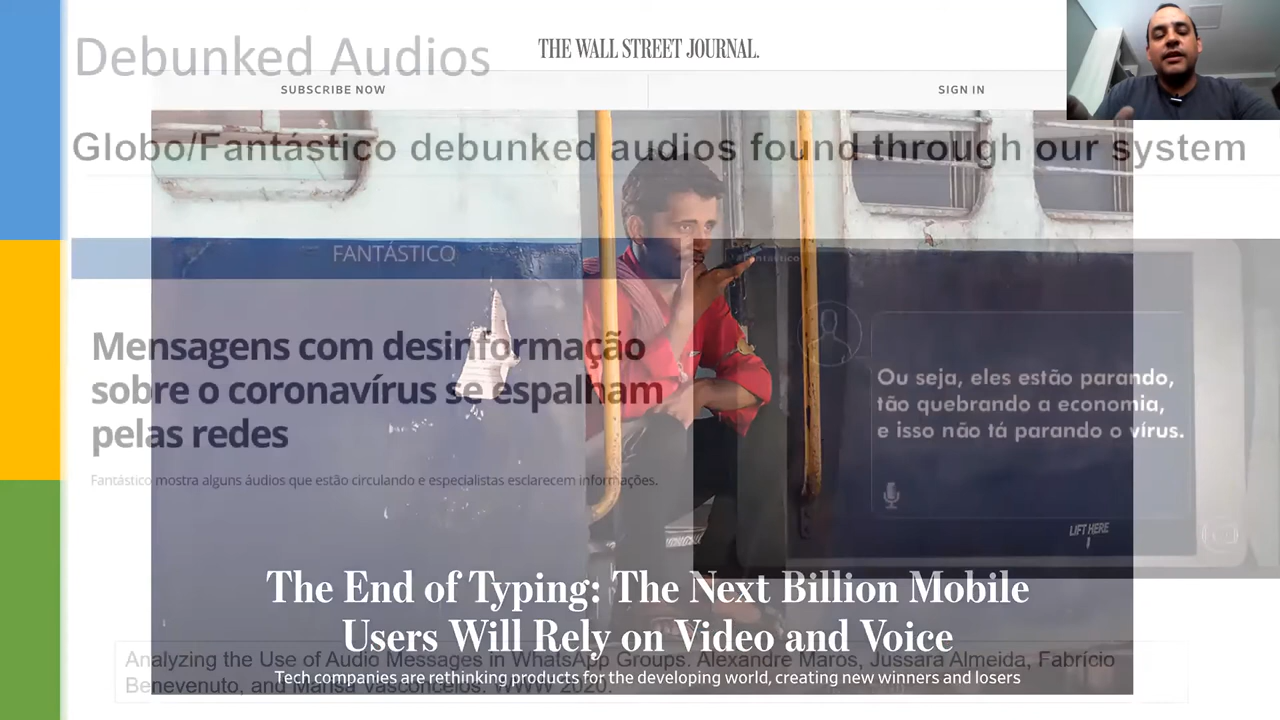 Debunked Audios
THE WALL STREET JOURNAL.
SUBSCRIBE NOW
SIGN IN
Globo/Fantástico debunked audios found through our system
FANTÁSTICO
Fantástico
Mensagens com desinformação
sobre o coronavírus se espalham
pelas redes
Fantástico mostra alguns áudios que estão circulando e especialistas esclarecem informações.
Ou seja, eles estão parando,
tão quebrando a economia,
e isso não tá parando o vírus.
LIFT HERE
The End of Typing: The Next Billion Mobile
Users Will Rely on Video and Voice
Tech companies are rethinking products for the developing world, creating new winners and losers
Analyzing the Use of Audio Messages in WhatsApp Groups. Alexandre Maros, Jussara Almeida, Fabrício
Benevenuto, and Marisa Vasconcelos. WWW 2020.